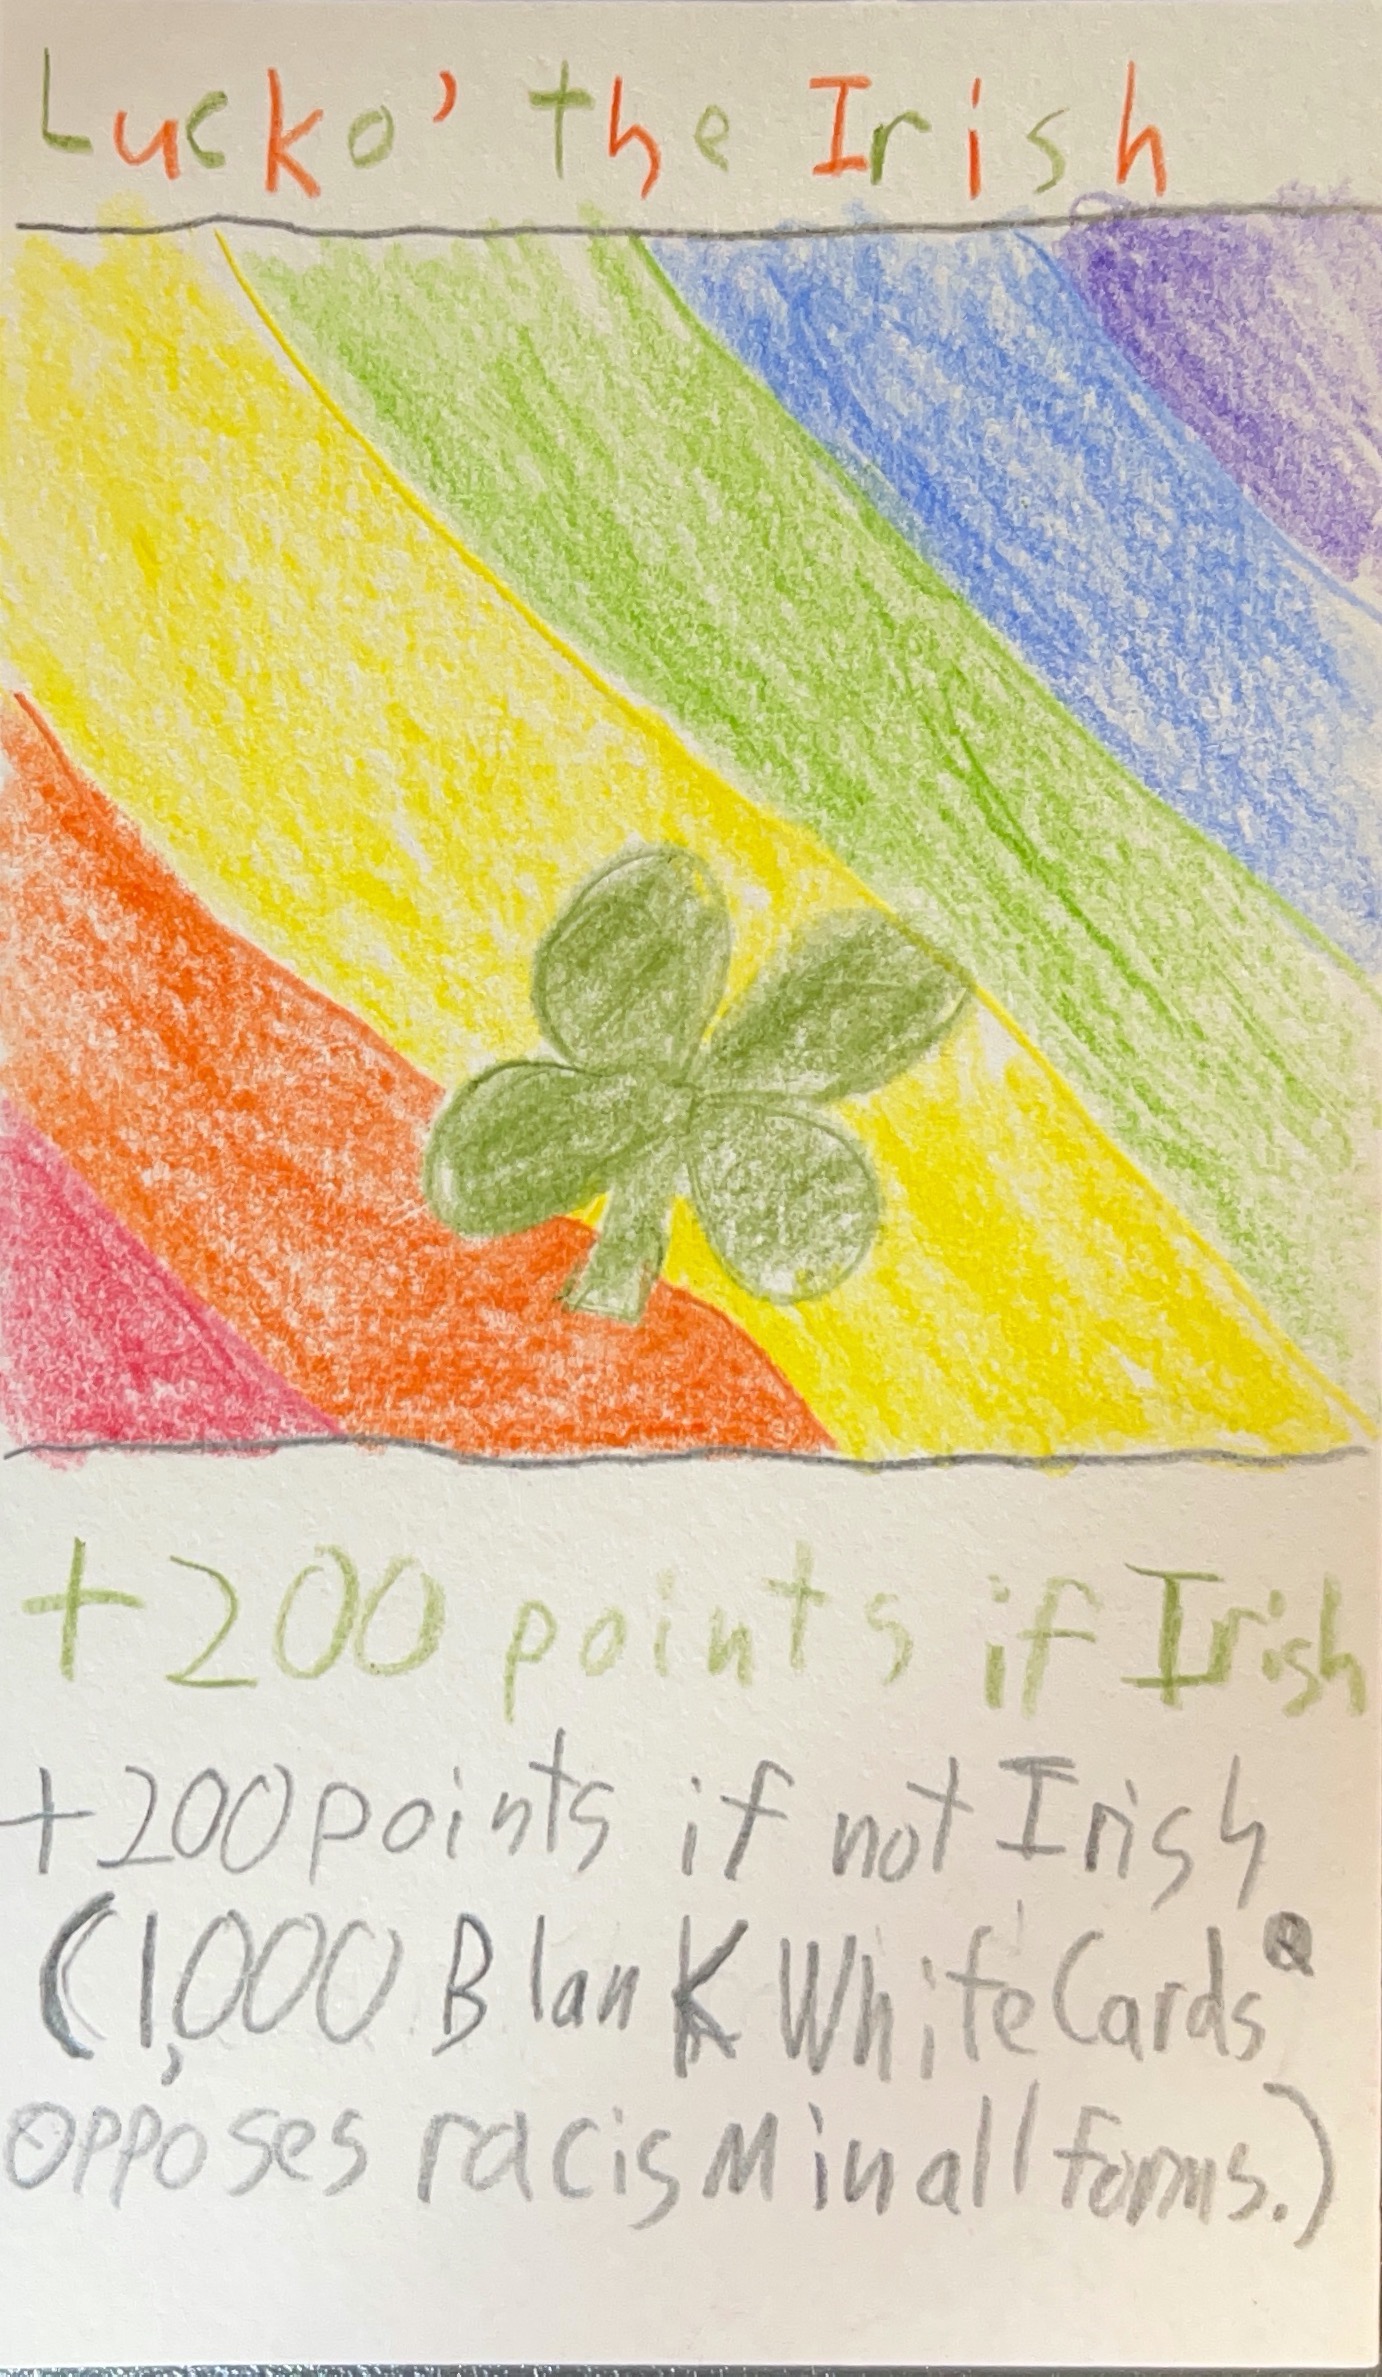 Lucko' the Irish
+200 points if Irish
+200 points if not Irish
(1,000 Blank White Cards®
opposes racism in all forms.)